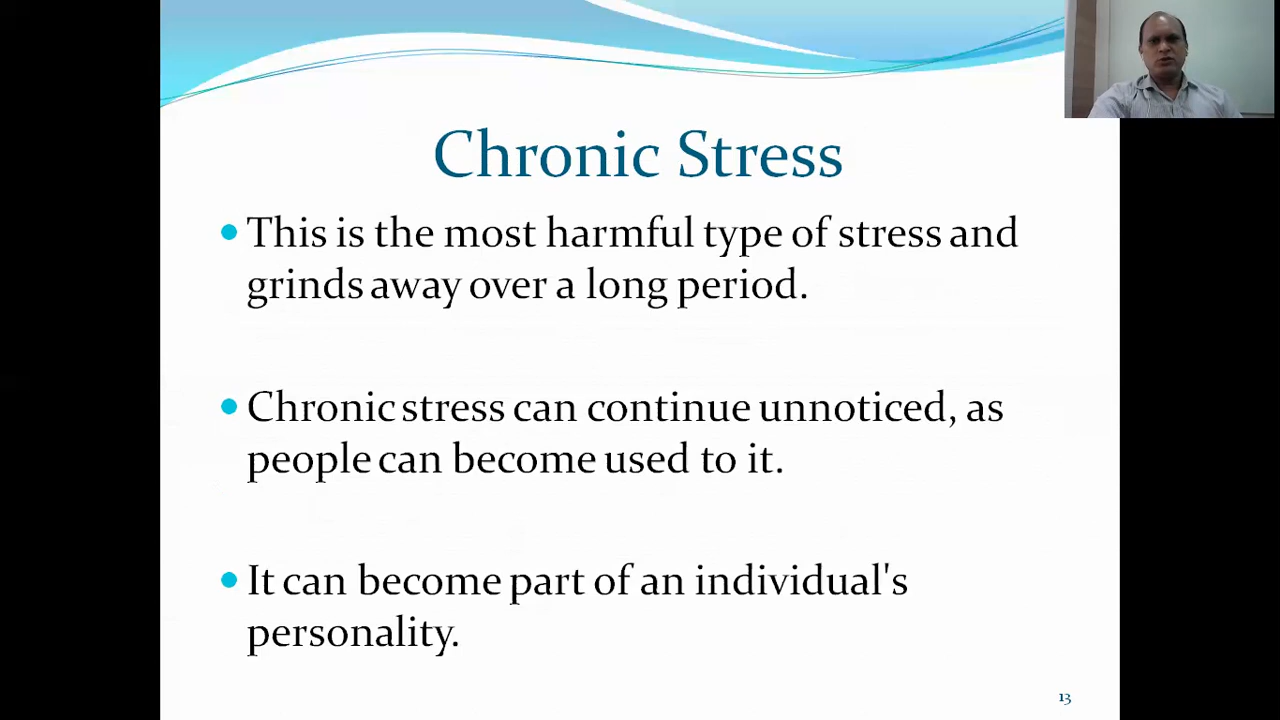 Chronic Stress
This is the most harmful type of stress and
grinds away over a long period.
Chronic stress can continue unnoticed, as
people can become used to it.
It can become part of an individual's
personality.
13